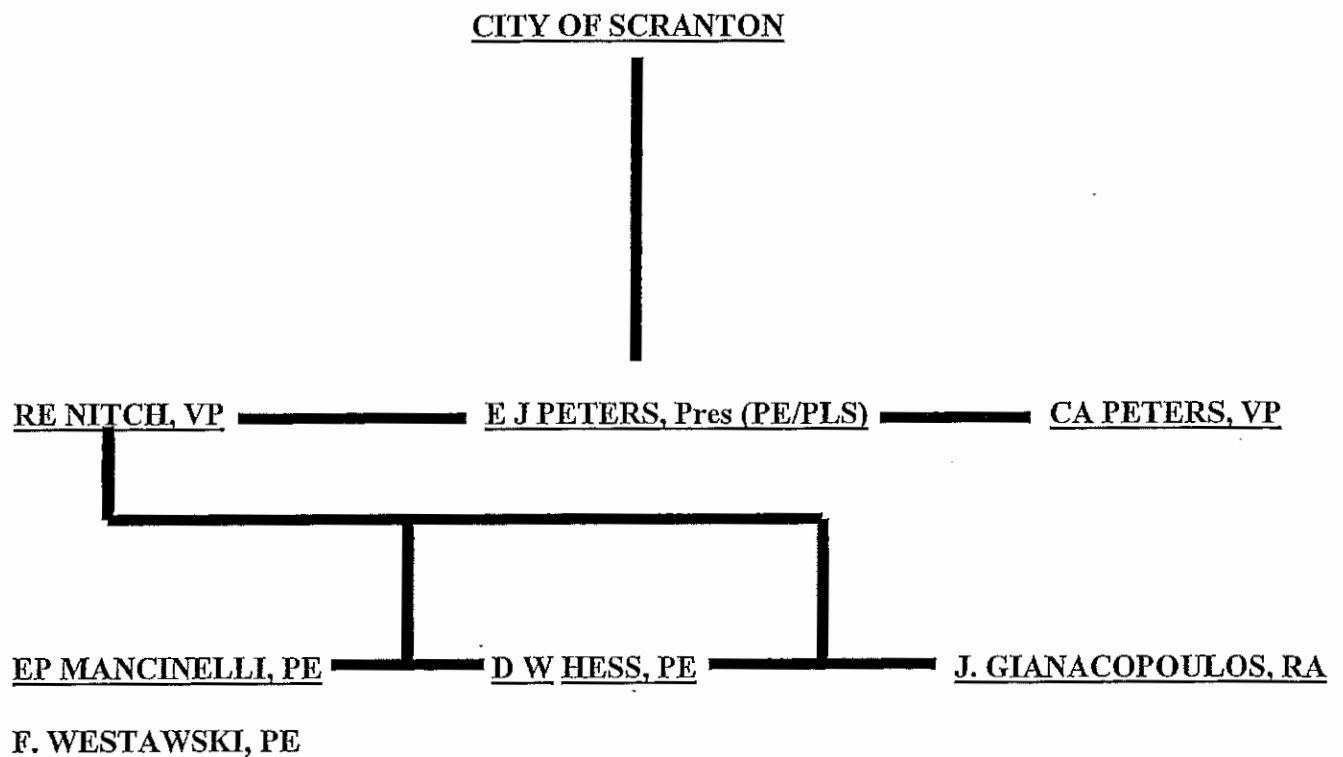 CITY OF SCRANTON
RE NITCH, VP E J PETERS, Pres (PE/PLS) CA PETERS, VP
EP MANCINELLI, PE D W HESS, PE J. GIANACOPOULOS, RA
F. WESTAWSKI, PE